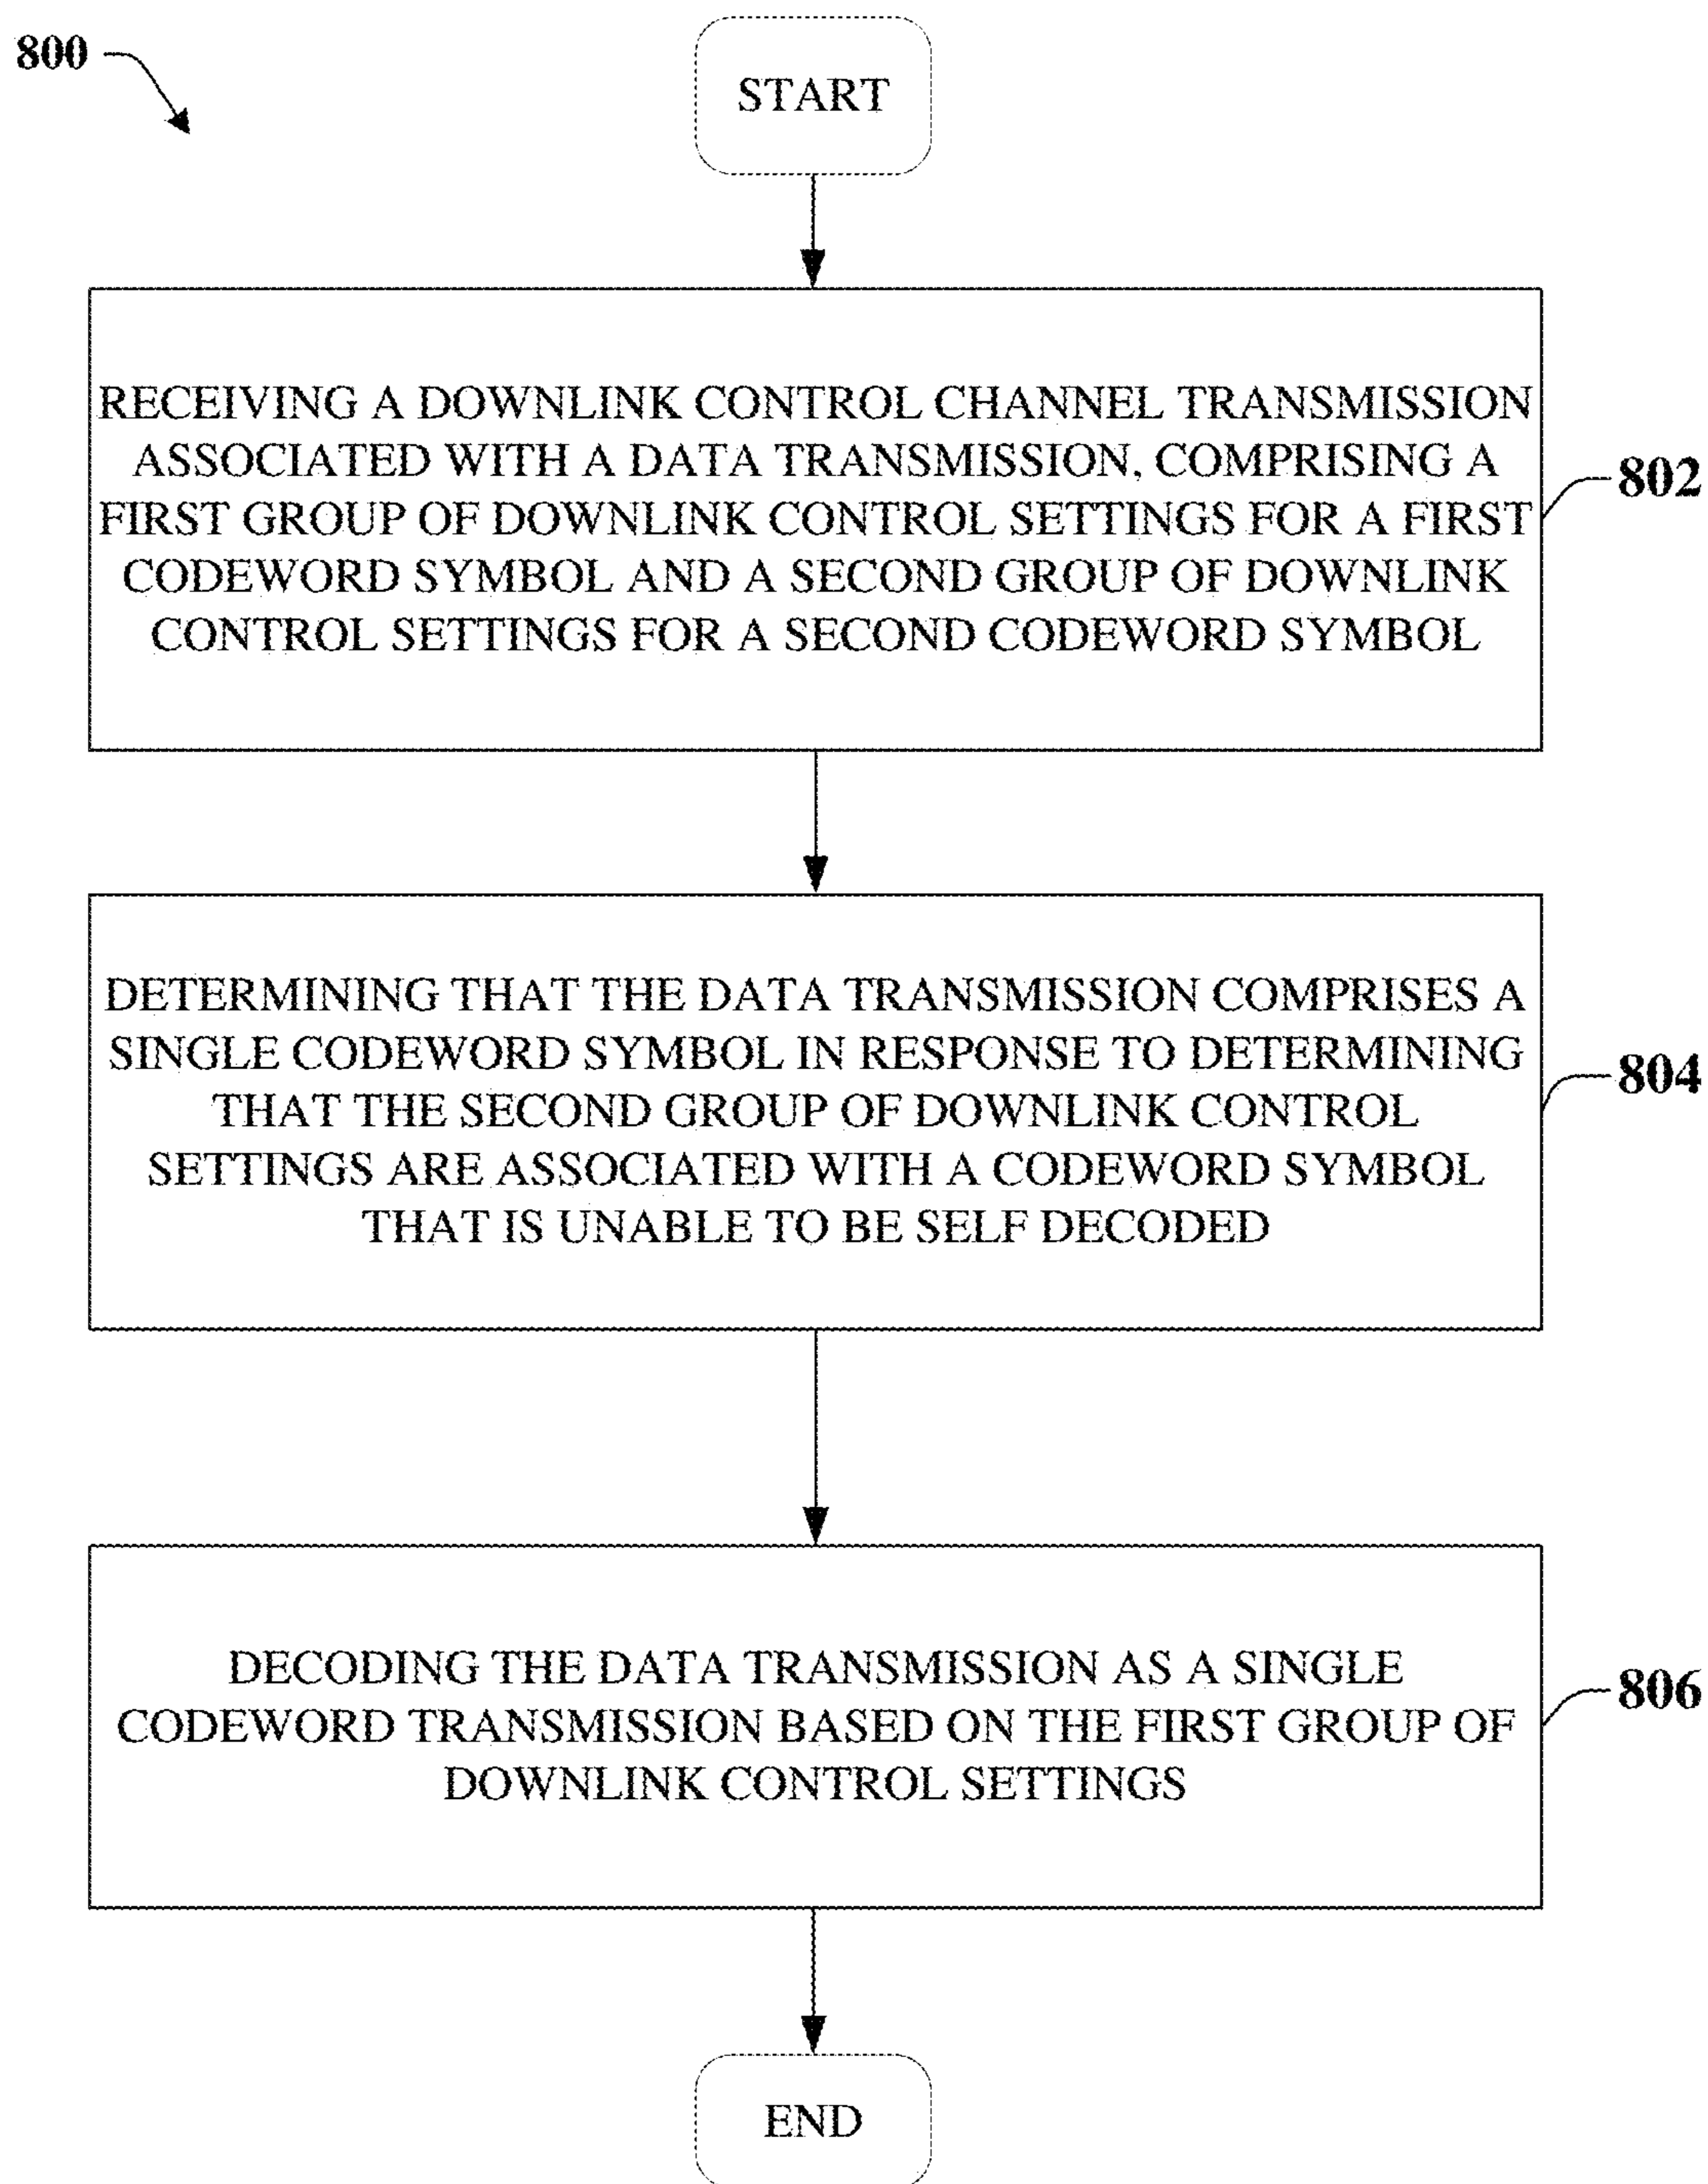 800
START
RECEIVING A DOWNLINK CONTROL CHANNEL TRANSMISSION
ASSOCIATED WITH A DATA TRANSMISSION, COMPRISING A
FIRST GROUP OF DOWNLINK CONTROL SETTINGS FOR A FIRST
CODEWORD SYMBOL AND A SECOND GROUP OF DOWNLINK
CONTROL SETTINGS FOR A SECOND CODEWORD SYMBOL
802
DETERMINING THAT THE DATA TRANSMISSION COMPRISES A
SINGLE CODEWORD SYMBOL IN RESPONSE TO DETERMINING
THAT THE SECOND GROUP OF DOWNLINK CONTROL
SETTINGS ARE ASSOCIATED WITH A CODEWORD SYMBOL
THAT IS UNABLE TO BE SELF DECODED
804
DECODING THE DATA TRANSMISSION AS A SINGLE
CODEWORD TRANSMISSION BASED ON THE FIRST GROUP OF
DOWNLINK CONTROL SETTINGS
806
END